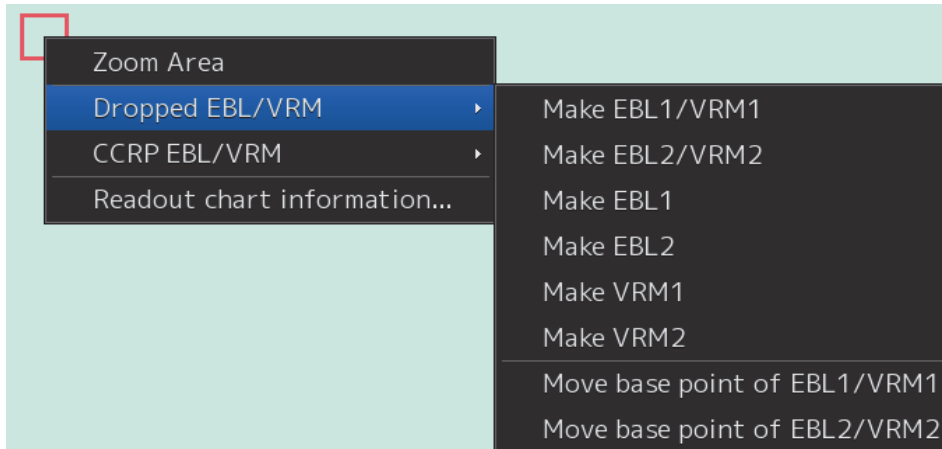 Zoom Area
Dropped EBL/VRM
CCRP EBL/VRM
Readout chart information...
Make EBL1/VRM1
Make EBL2/VRM2
Make EBL1
Make EBL2
Make VRM1
Make VRM2
Move base point of EBL1/VRM1
Move base point of EBL2/VRM2